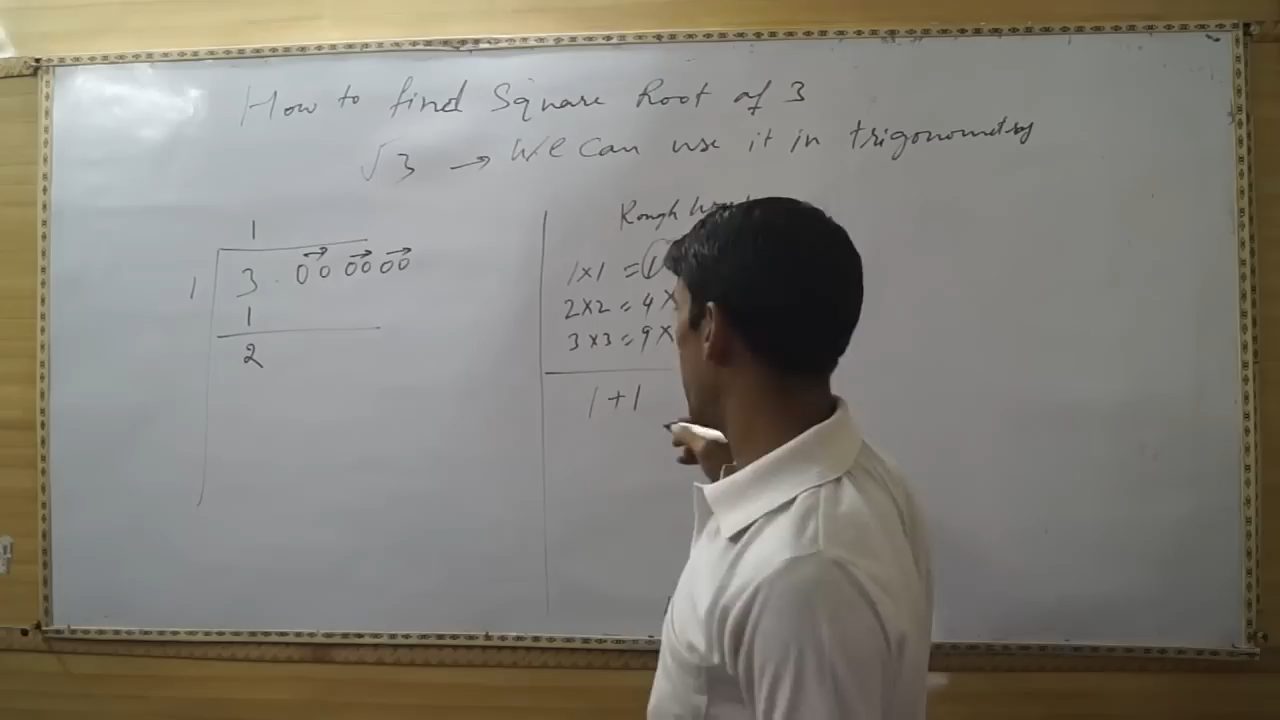 How to find Square Root of 3
√3 → We can use it in trigonometry
1
1 3.00 00 00
1
2
Rough
1×1 = 1
2×2 = 4 ×
3×3 = 9 ×
1+1